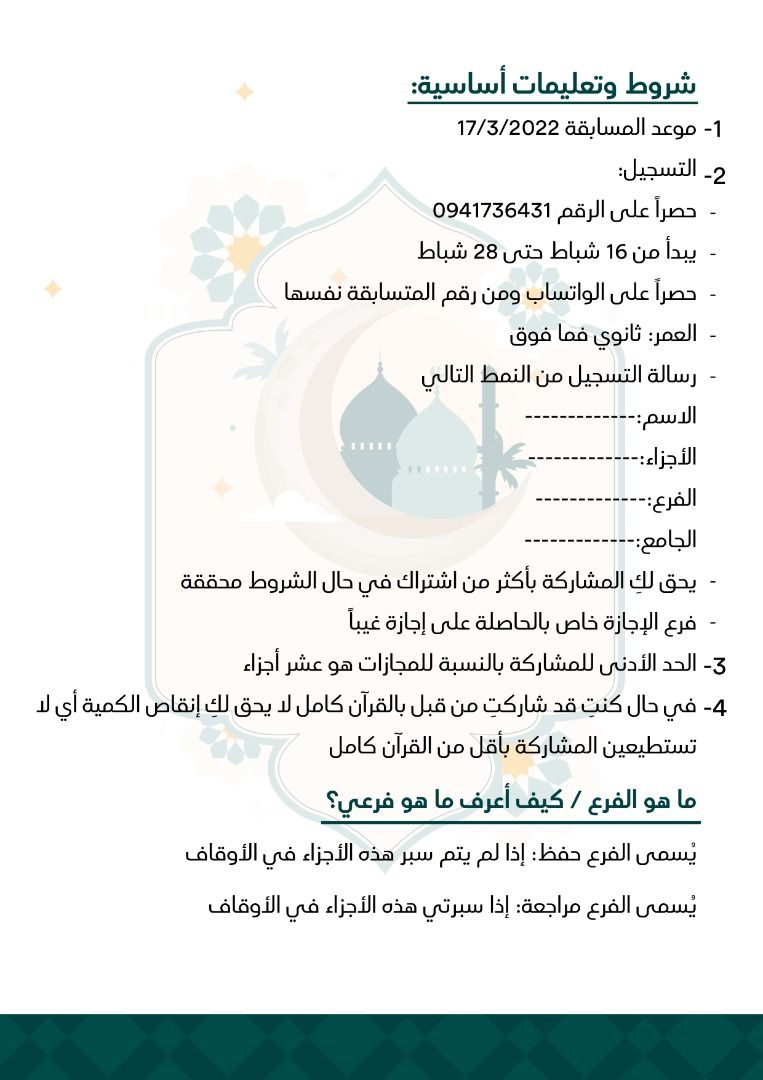 شروط وتعليمات أساسية:
1- موعد المسابقة 17/3/2022
2- التسجيل:
- حصراً على الرقم 0941736431
- يبدأ من 16 شباط حتى 28 شباط
- حصراً على الواتساب ومن رقم المتسابقة نفسها
- العمر: ثانوي فما فوق
- رسالة التسجيل من النمط التالي
الاسم:-------------
الأجزاء:-------------
الفرع:-------------
الجامع:-------------
- يحق لكِ المشاركة بأكثر من اشتراك في حال الشروط محققة
- فرع الإجازة خاص بالحاصلة على إجازة غيباً
3- الحد الأدنى للمشاركة بالنسبة للمجازات هو عشر أجزاء
4- في حال كنتِ قد شاركتِ من قبل بالقرآن كامل لا يحق لكِ إنقاص الكمية أي لا
تستطيعين المشاركة بأقل من القرآن كامل
ما هو الفرع / كيف أعرف ما هو فرعي؟
يُسمى الفرع حفظ: إذا لم يتم سبر هذه الأجزاء في الأوقاف
يُسمى الفرع مراجعة: إذا سبرتي هذه الأجزاء في الأوقاف